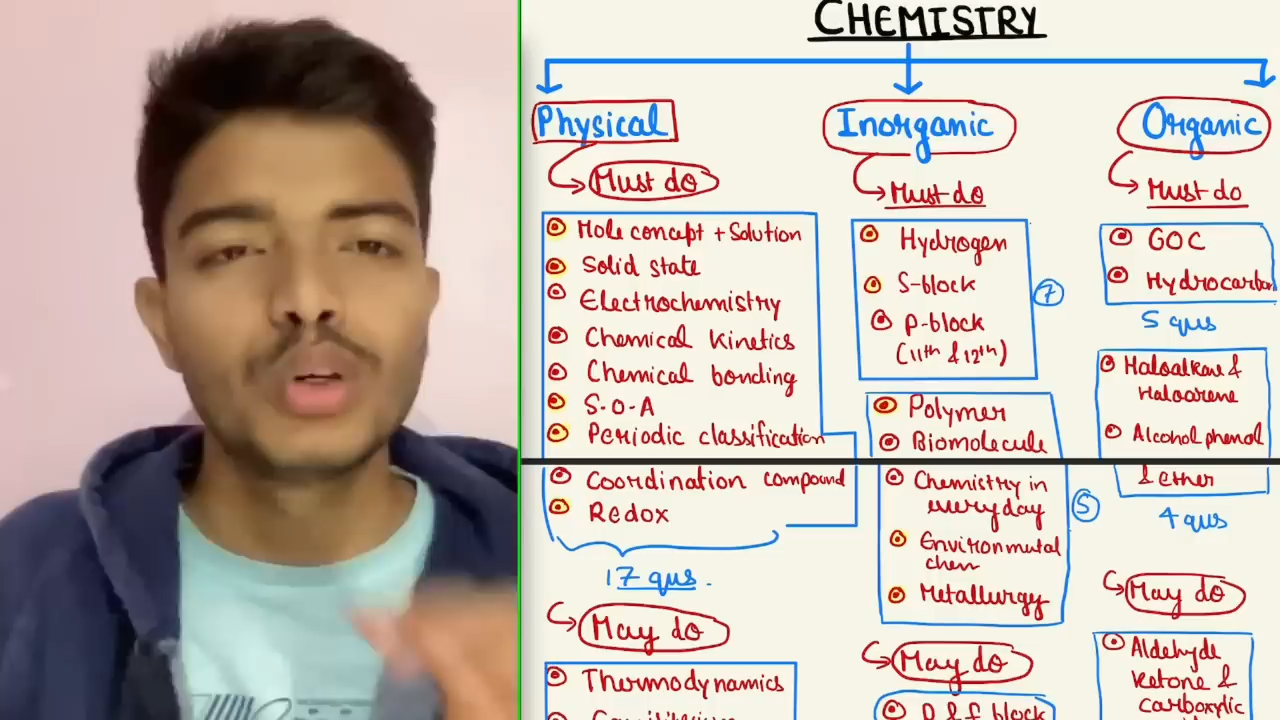 CHEMISTRY
Physical
Must do
Mole concept + Solution
Solid state
Electrochemistry
Chemical Kinetics
Chemical bonding
S.O.A
Periodic classification
Coordination compound
Redox
17 qus.
May do
Thermodynamics
Inorganic
Must do
Hydrogen
S-block
P-block
(11th & 12th)
7
Polymer
Biomolecule
Chemistry in
everyday
Environmental
chem
Metallurgy
5
May do
D & f block
Organic
Must do
GOC
Hydrocarbon
5 qus
Haloalkane &
Haloarene
Alcohol phenol
& ether
4 qus
May do
Aldehyde
ketone &
carboxylic